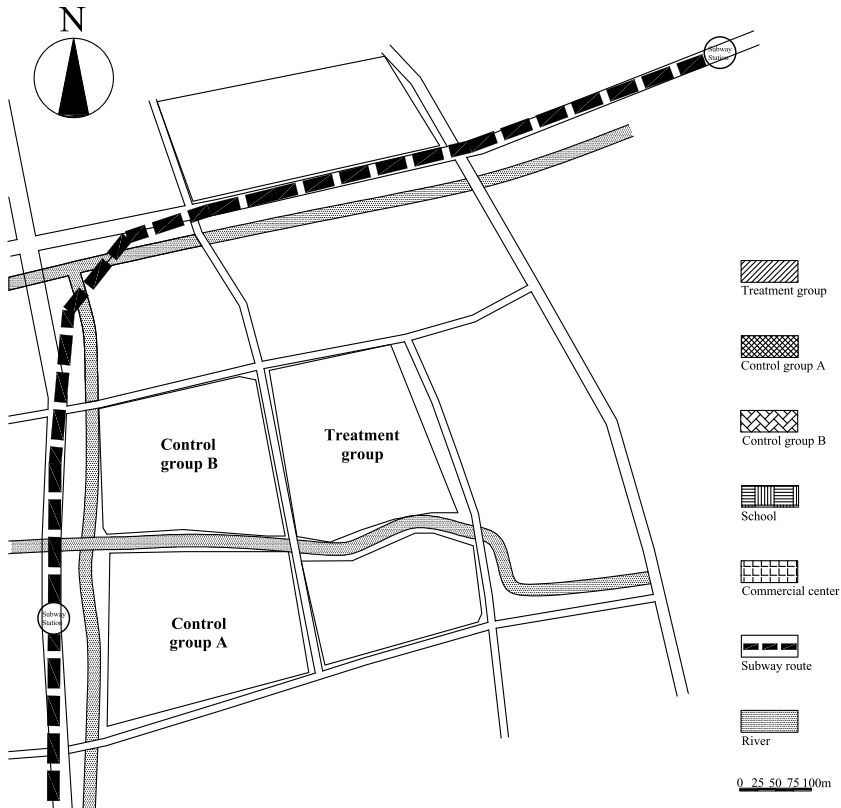 N
Subway
Station
Control
group B
Treatment
group
Subway
Station
Control
group A
Treatment group
Control group A
Control group B
School
Commercial center
Subway route
River
0 25 50 75 100m